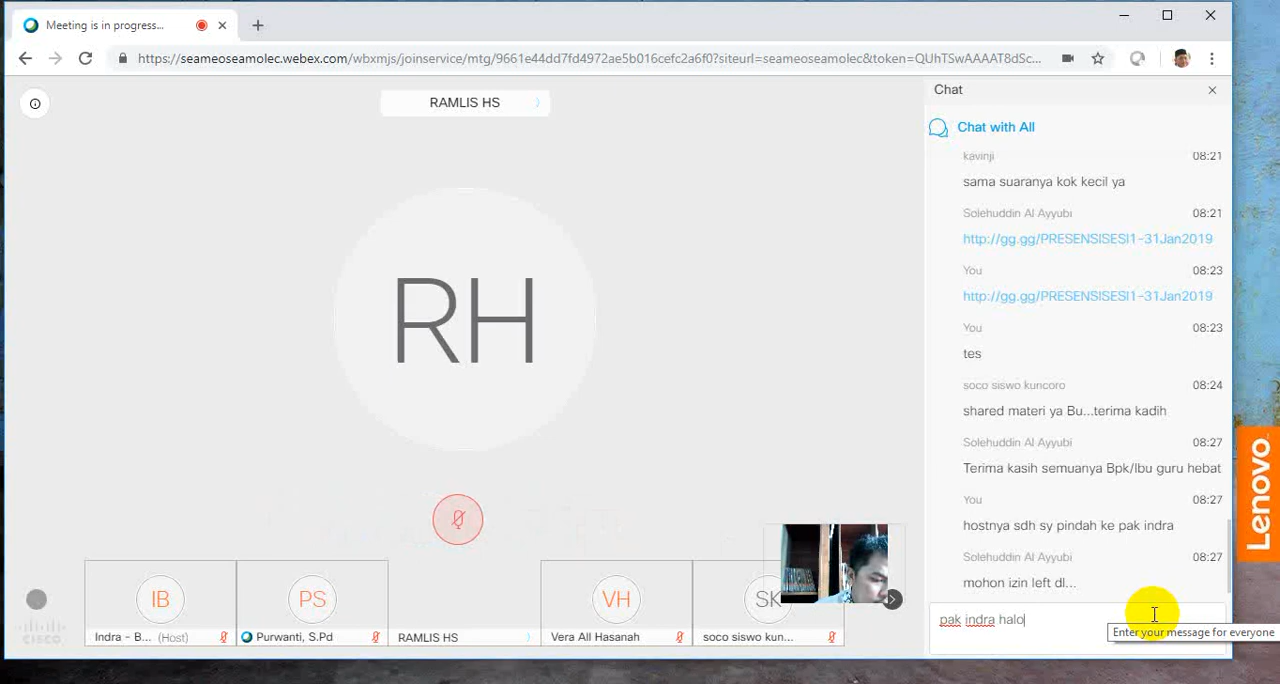 Meeting is in progress...
https://seameoseamolec.webex.com/wbxmjs/joinservice/mtg/9661e44dd7fd4972ae5b016cefc2a6f0?siteurl=seameoseamolec&token=QUhTSwAAAAT8dSc...
RAMLIS HS
RH
IB
Indra - B... (Host)
PS
Purwanti, S.Pd
RAMLIS HS
VH
Vera All Hasanah
SK
soco siswo kun...
CISCO
Chat
Chat with All
kavinji 08:21
sama suaranya kok kecil ya
Solehuddin Al Ayyubi 08:21
http://gg.gg/PRESENSISESI1-31Jan2019
You 08:23
http://gg.gg/PRESENSISESI1-31Jan2019
You 08:23
tes
soco siswo kuncoro 08:24
shared materi ya Bu...terima kadih
Solehuddin Al Ayyubi 08:27
Terima kasih semuanya Bpk/Ibu guru hebat
You 08:27
hostnya sdh sy pindah ke pak indra
Solehuddin Al Ayyubi 08:27
mohon izin left dl...
pak indra halo
Enter your message for everyone
Lenovo